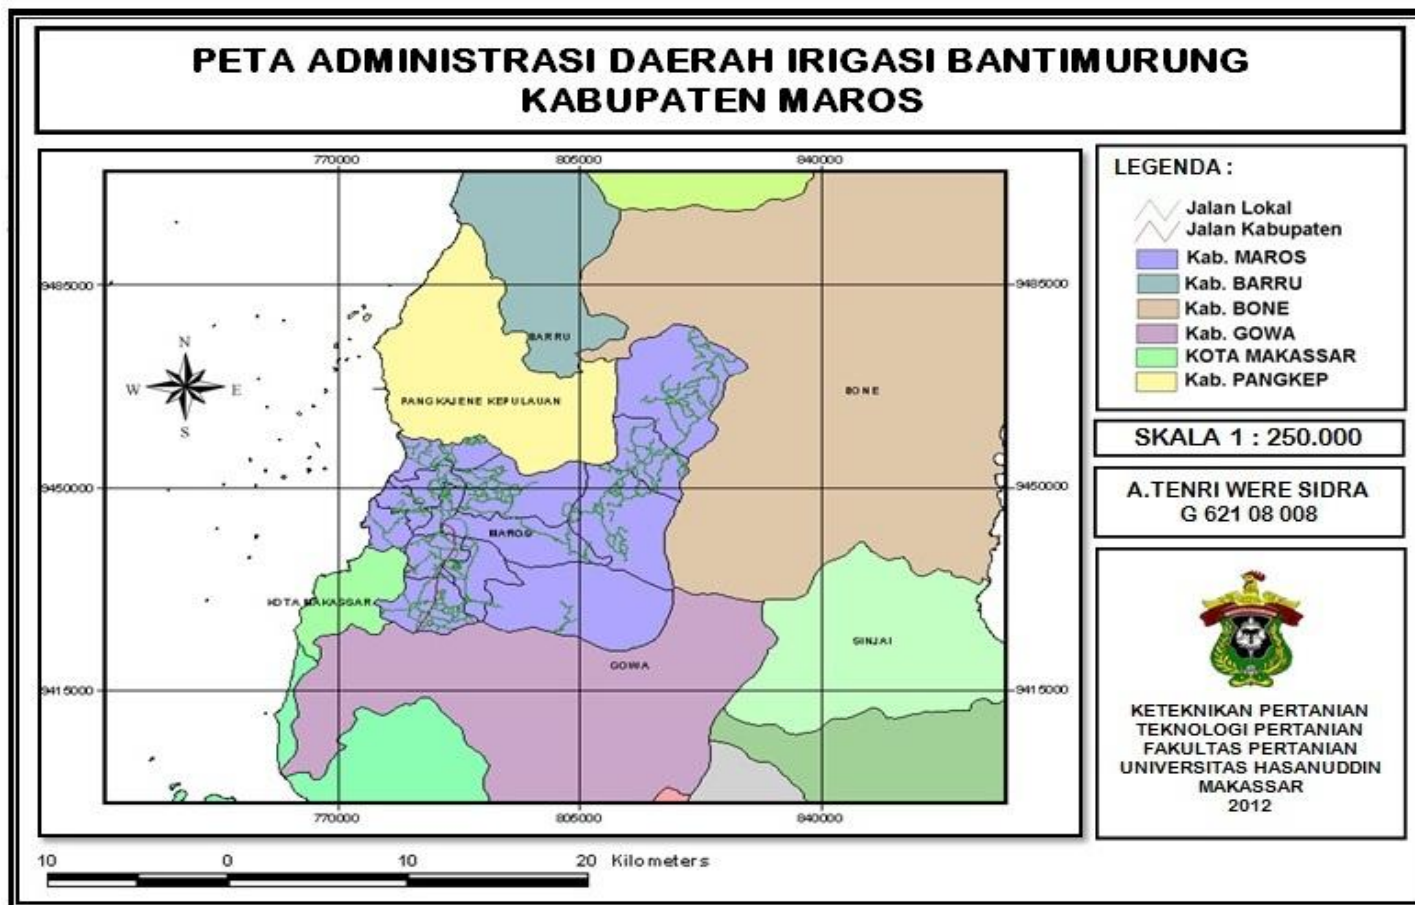 PETA ADMINISTRASI DAERAH IRIGASI BANTIMURUNG
KABUPATEN MAROS
770000
805000
840000
9485000
9485000
9450000
9450000
9415000
9415000
770000
805000
840000
N
W
E
S
BARRU
PANGKAJENE KEPULAUAN
BONE
MAROS
KOTA MAKASSAR
GOWA
SINJAI
10
0
10
20
Kilometers
LEGENDA :
Jalan Lokal
Jalan Kabupaten
Kab. MAROS
Kab. BARRU
Kab. BONE
Kab. GOWA
KOTA MAKASSAR
Kab. PANGKEP
SKALA 1 : 250.000
A.TENRI WERE SIDRA
G 621 08 008
KETEKNIKAN PERTANIAN
TEKNOLOGI PERTANIAN
FAKULTAS PERTANIAN
UNIVERSITAS HASANUDDIN
MAKASSAR
2012